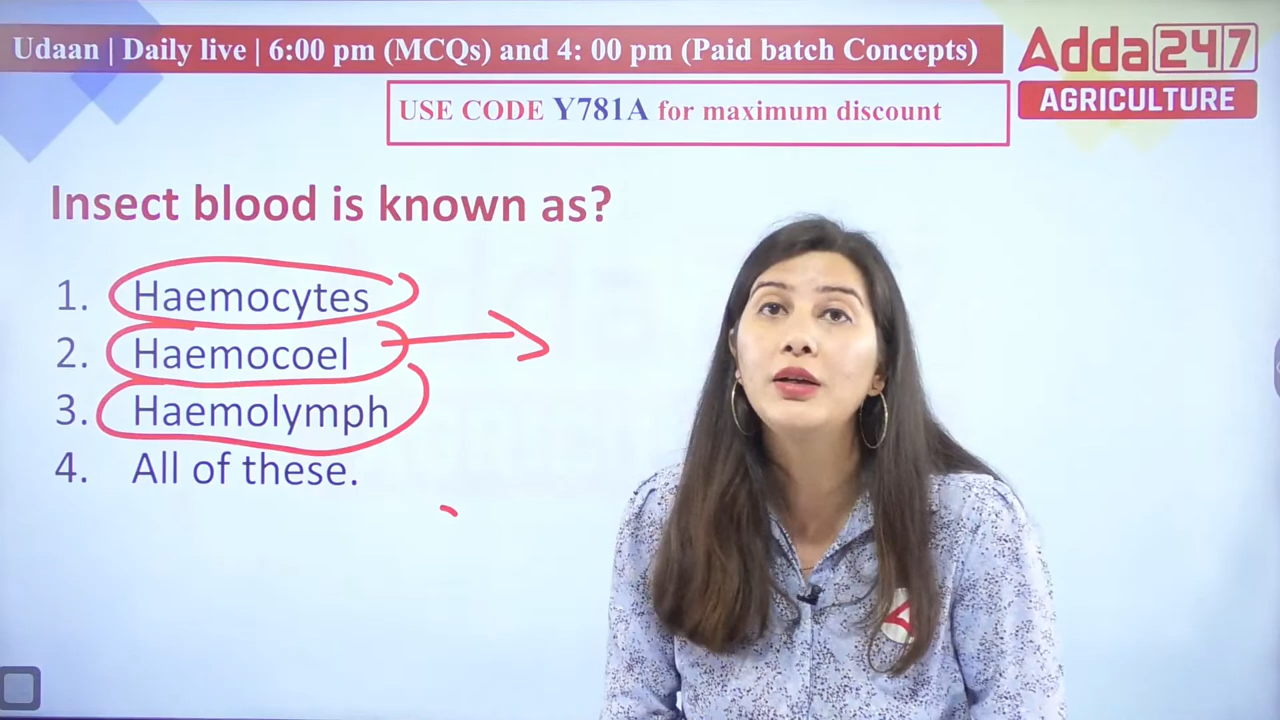 Udaan | Daily live | 6:00 pm (MCQs) and 4: 00 pm (Paid batch Concepts)
Adda247
AGRICULTURE
USE CODE Y781A for maximum discount
Insect blood is known as?
1. Haemocytes
2. Haemocoel
3. Haemolymph
4. All of these.